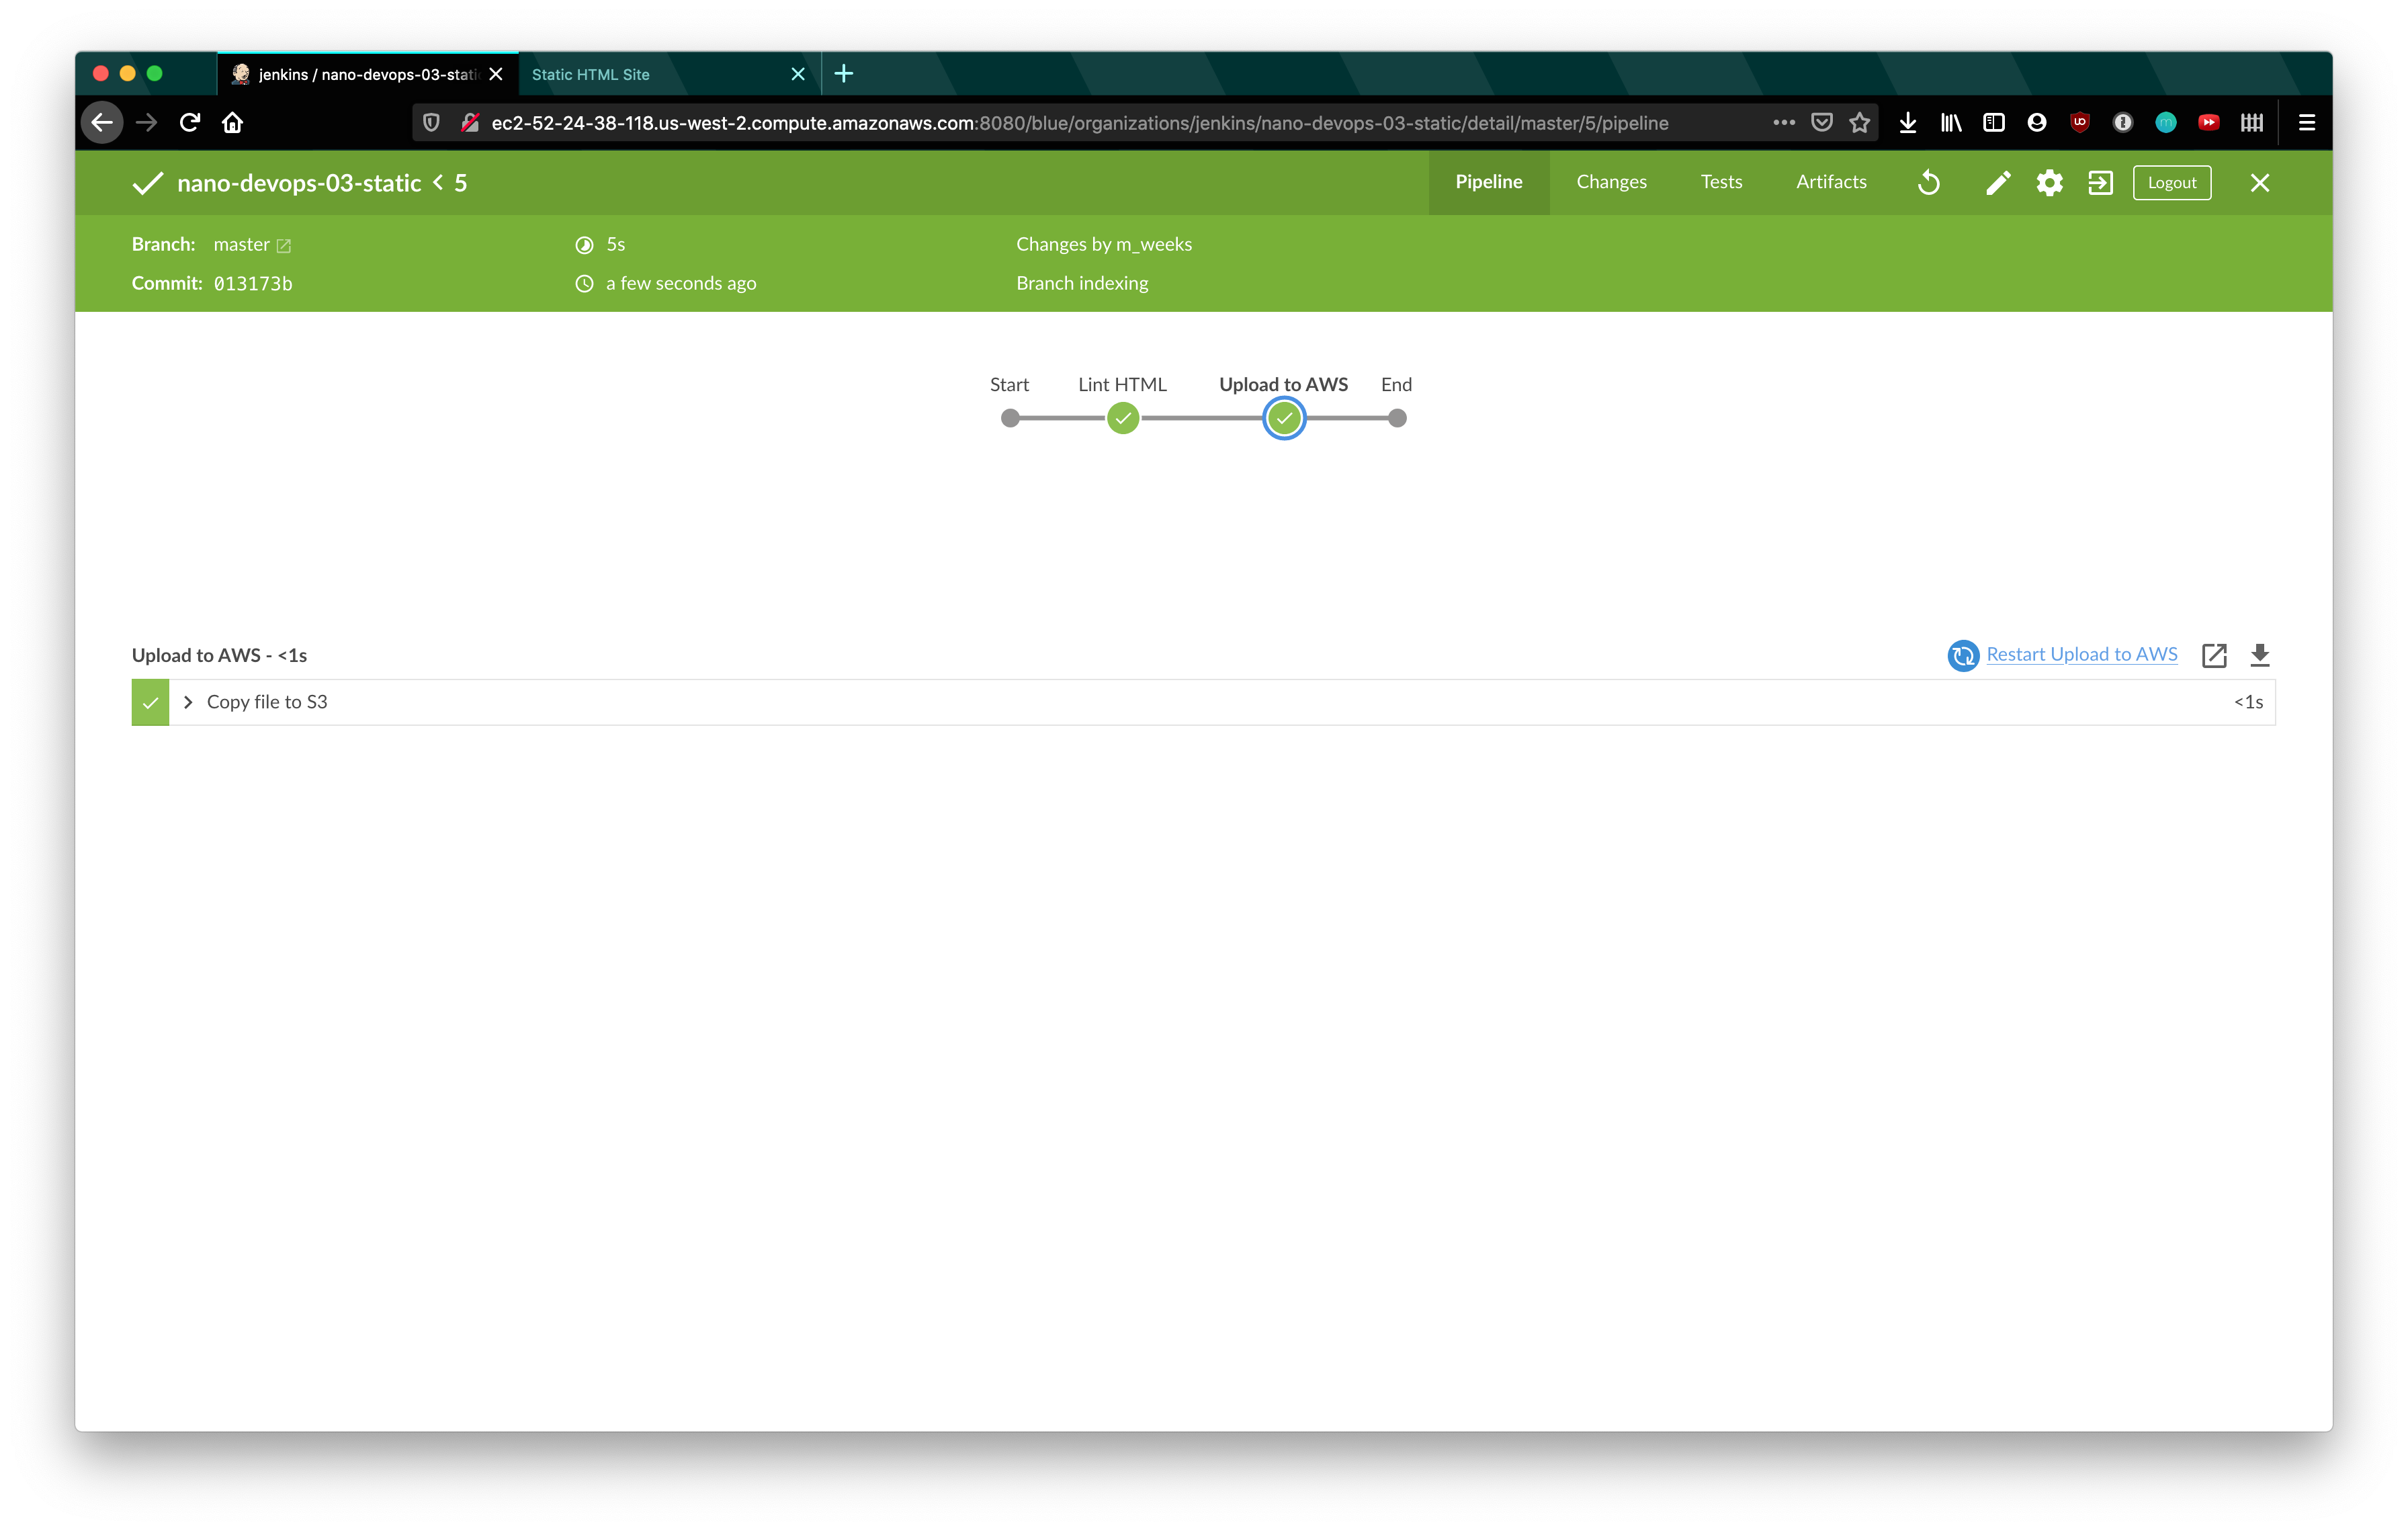 jenkins / nano-devops-03-stati
Static HTML Site
ec2-52-24-38-118.us-west-2.compute.amazonaws.com:8080/blue/organizations/jenkins/nano-devops-03-static/detail/master/5/pipeline
nano-devops-03-static < 5
Pipeline
Changes
Tests
Artifacts
Logout
Branch: master
5s
Changes by m_weeks
Commit: 013173b
a few seconds ago
Branch indexing
Start
Lint HTML
Upload to AWS
End
Upload to AWS - <1s
Restart Upload to AWS
Copy file to S3
<1s